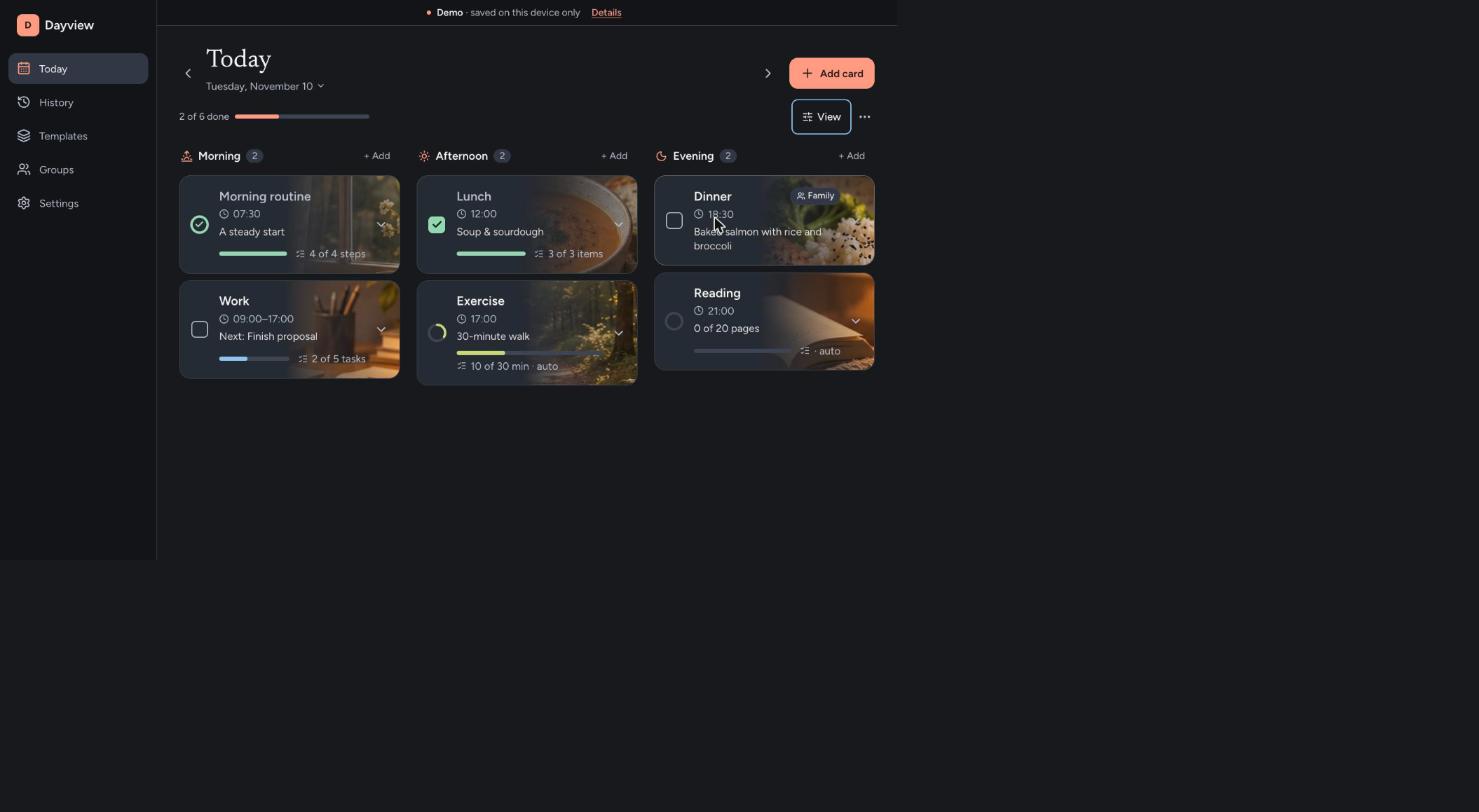 D Dayview
Demo · saved on this device only Details
Today
History
Templates
Groups
Settings
Today
Tuesday, November 10
Add card
2 of 6 done
View
Morning 2 + Add
Morning routine
07:30
A steady start
4 of 4 steps
Work
09:00–17:00
Next: Finish proposal
2 of 5 tasks
Afternoon 2 + Add
Lunch
12:00
Soup & sourdough
3 of 3 items
Exercise
17:00
30-minute walk
10 of 30 min · auto
Evening 2 + Add
Dinner
Family
18:30
Baked salmon with rice and
broccoli
Reading
21:00
0 of 20 pages
· auto